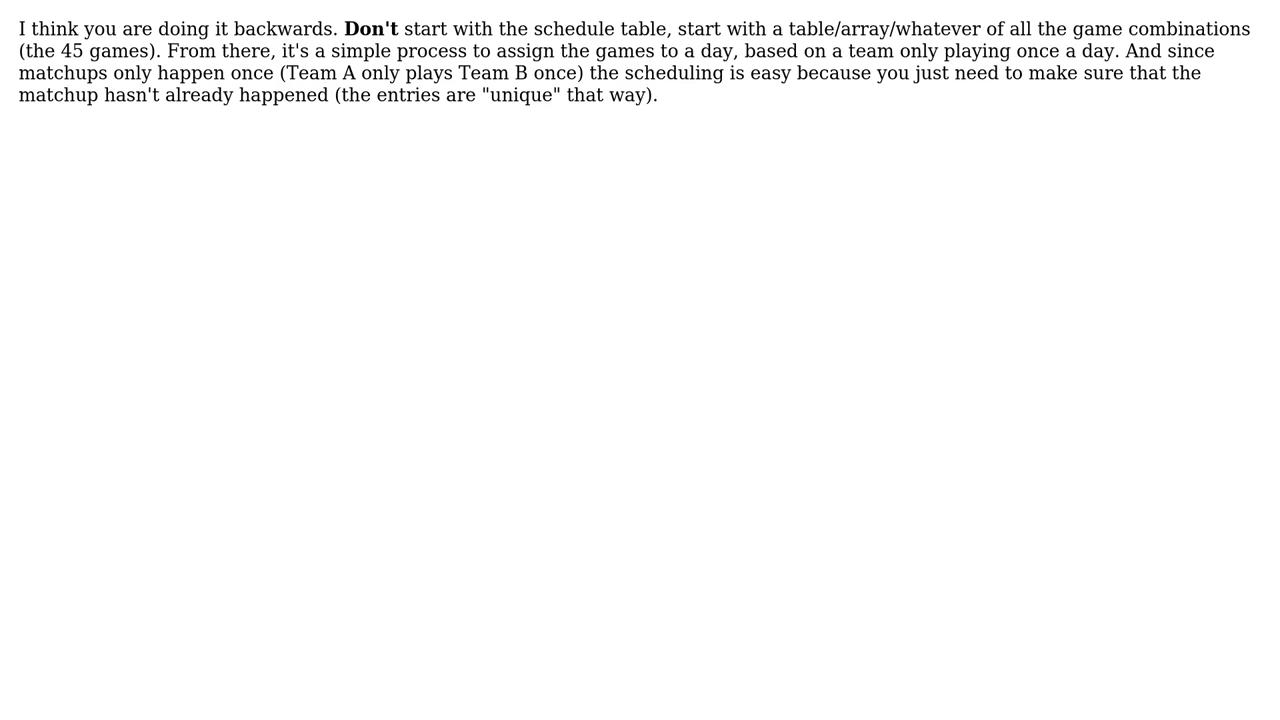 I think you are doing it backwards. Don't start with the schedule table, start with a table/array/whatever of all the game combinations
(the 45 games). From there, it's a simple process to assign the games to a day, based on a team only playing once a day. And since
matchups only happen once (Team A only plays Team B once) the scheduling is easy because you just need to make sure that the
matchup hasn't already happened (the entries are "unique" that way).